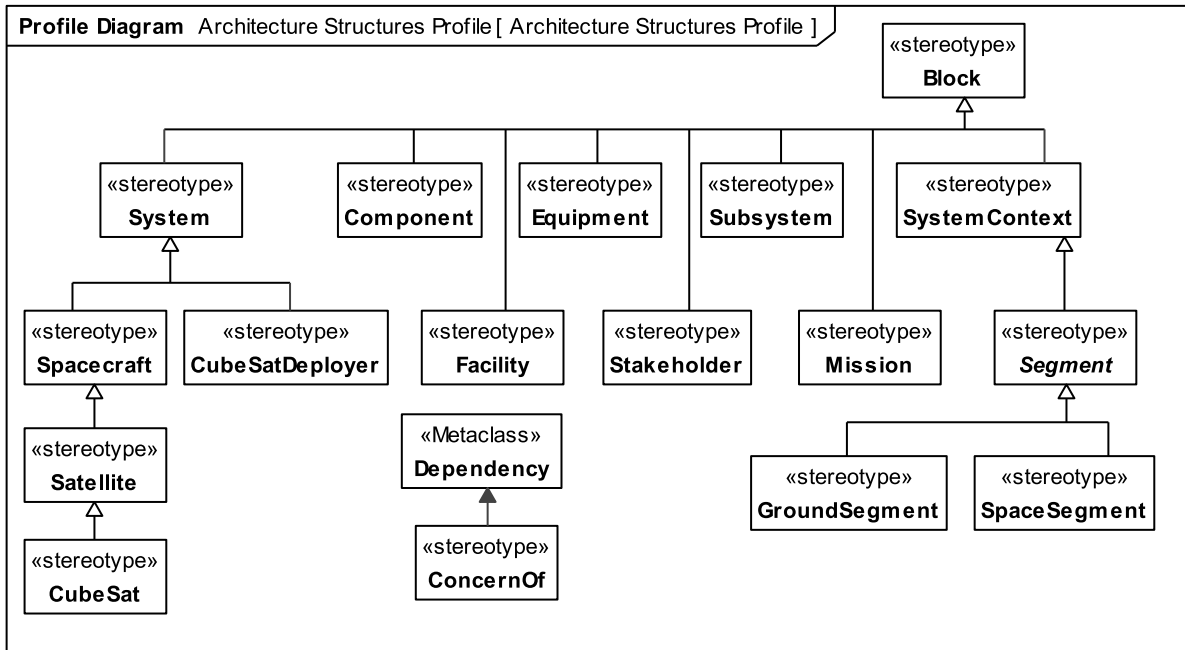 Profile Diagram Architecture Structures Profile [ Architecture Structures Profile ]
«stereotype»
Block
«stereotype»
System
«stereotype»
Component
«stereotype»
Equipment
«stereotype»
Subsystem
«stereotype»
SystemContext
«stereotype»
Spacecraft
«stereotype»
CubeSatDeployer
«stereotype»
Facility
«stereotype»
Stakeholder
«stereotype»
Mission
«stereotype»
Segment
«Metaclass»
Dependency
«stereotype»
Satellite
«stereotype»
GroundSegment
«stereotype»
SpaceSegment
«stereotype»
ConcernOf
«stereotype»
CubeSat